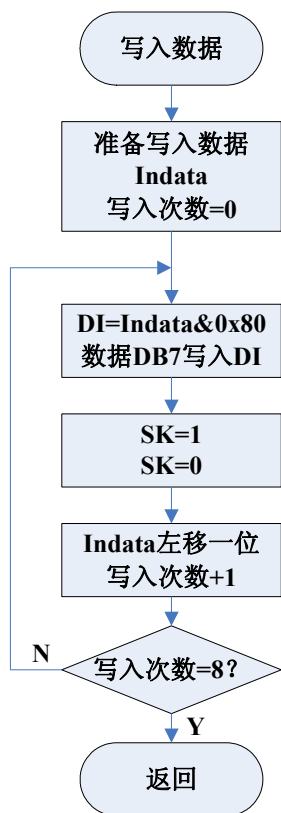 写入数据
准备写入数据
Indata
写入次数=0
DI=Indata&0x80
数据DB7写入DI
SK=1
SK=0
Indata左移一位
写入次数+1
N
写入次数=8?
Y
返回